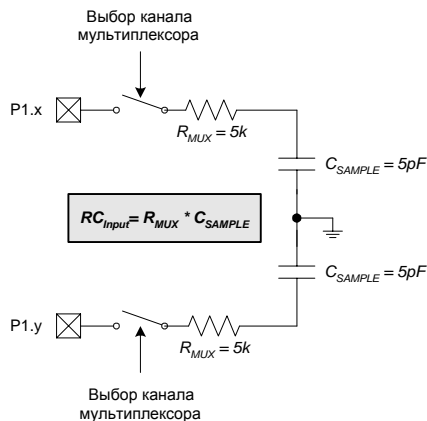 Выбор канала
мультиплексора
P1.x
R_MUX = 5k
C_SAMPLE = 5pF
RC_Input= R_MUX * C_SAMPLE
C_SAMPLE = 5pF
P1.y
R_MUX = 5k
Выбор канала
мультиплексора